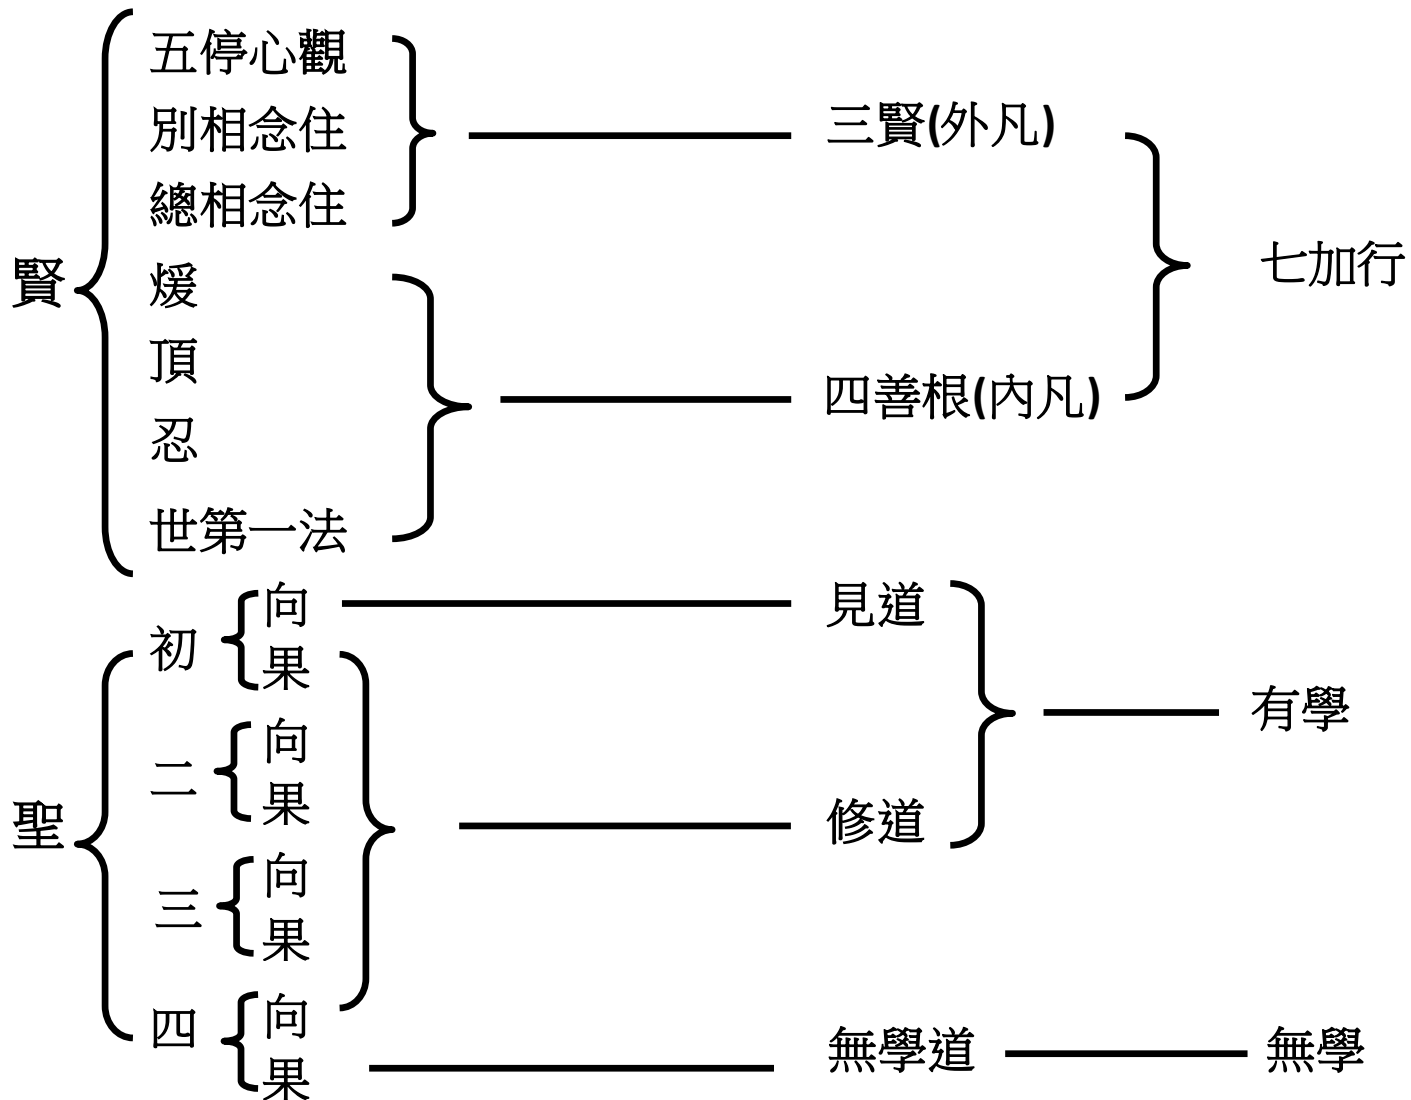 五停心觀
別相念住
總相念住
三賢(外凡)
賢
煖
頂
忍
世第一法
四善根(內凡)
七加行
聖
初
向
果
見道
二
向
果
三
向
果
修道
有學
四
向
果
無學道
無學